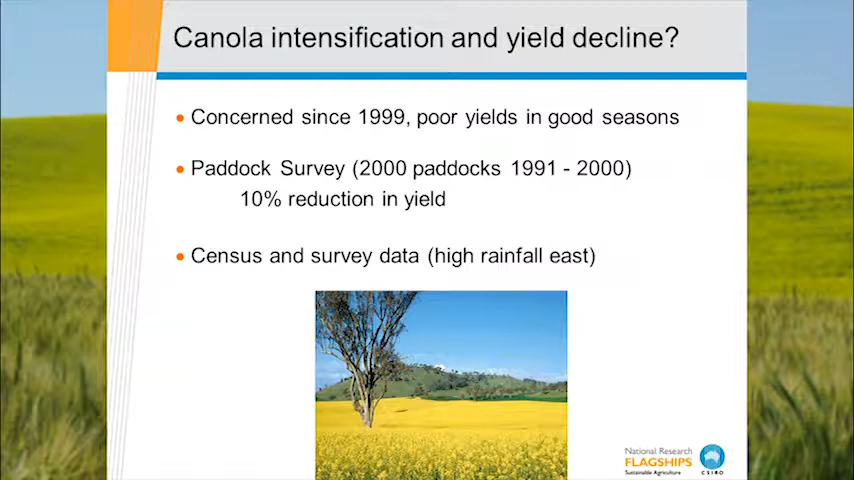 Canola intensification and yield decline?
• Concerned since 1999, poor yields in good seasons
• Paddock Survey (2000 paddocks 1991 - 2000)
10% reduction in yield
• Census and survey data (high rainfall east)
National Research
FLAGSHIPS
Sustainable Agriculture
CSIRO